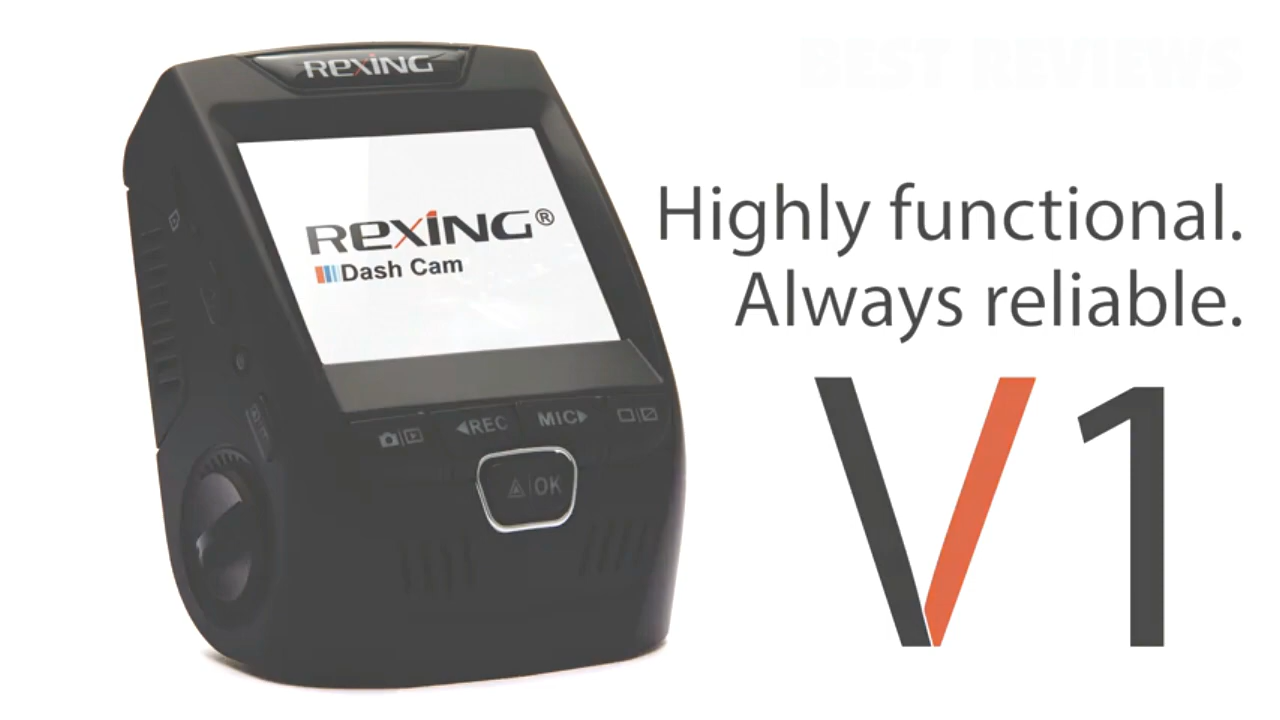 BEST REVIEWS
REXING
REXING®
Dash Cam
◀REC
MIC▶
OK
Highly functional.
Always reliable.
V1